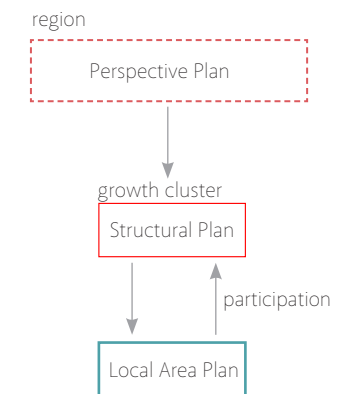 region
Perspective Plan
growth cluster
Structural Plan
participation
Local Area Plan